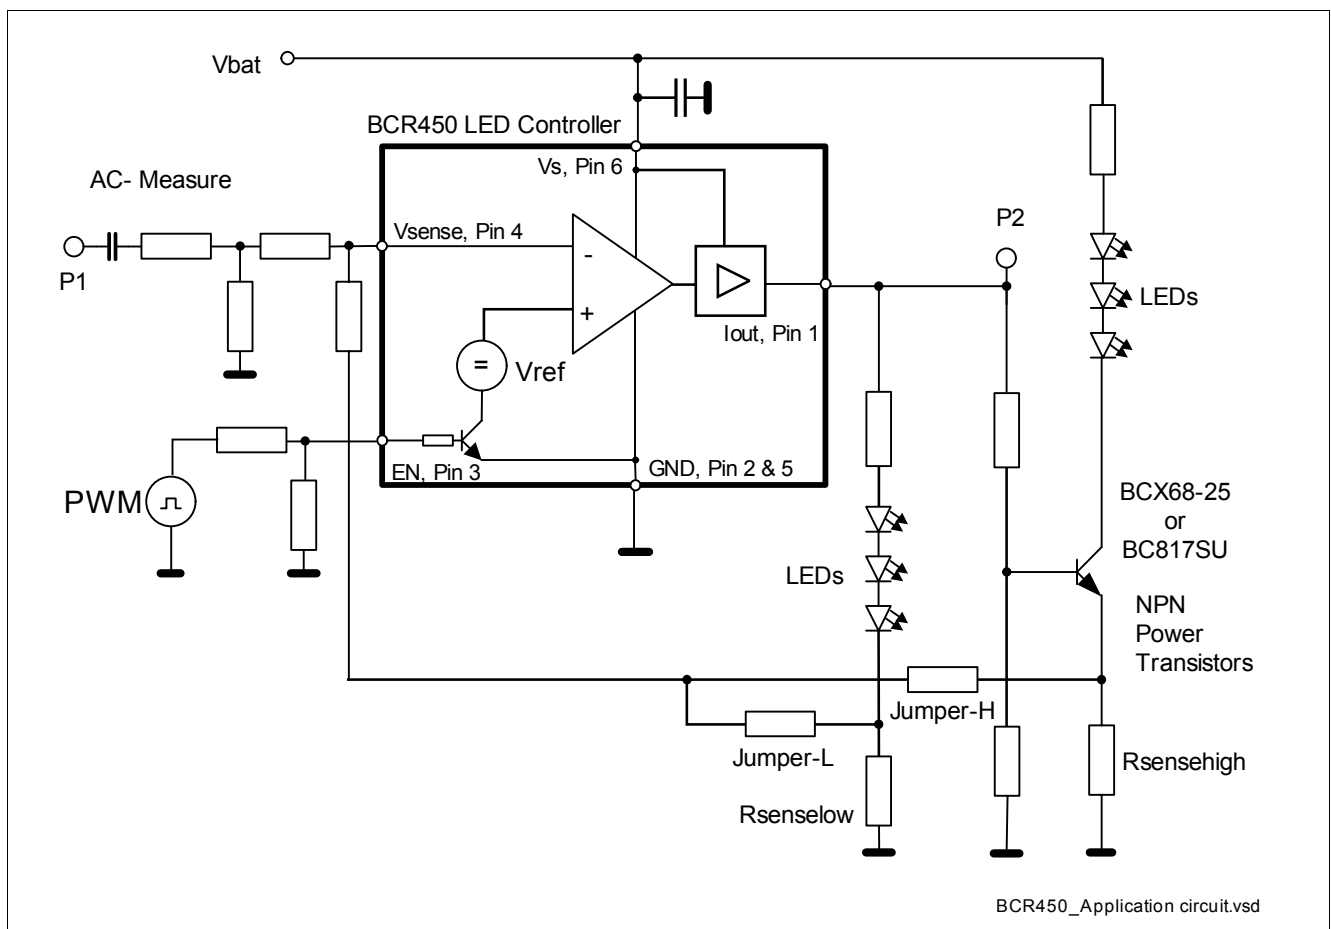 Vbat
BCR450 LED Controller
Vs, Pin 6
AC- Measure
P2
Vsense, Pin 4
P1
-
LEDs
+
Iout, Pin 1
=
Vref
EN, Pin 3
GND, Pin 2 & 5
PWM
BCX68-25
or
BC817SU
LEDs
NPN
Power
Transistors
Jumper-H
Jumper-L
Rsensehigh
Rsenselow
BCR450_Application circuit.vsd